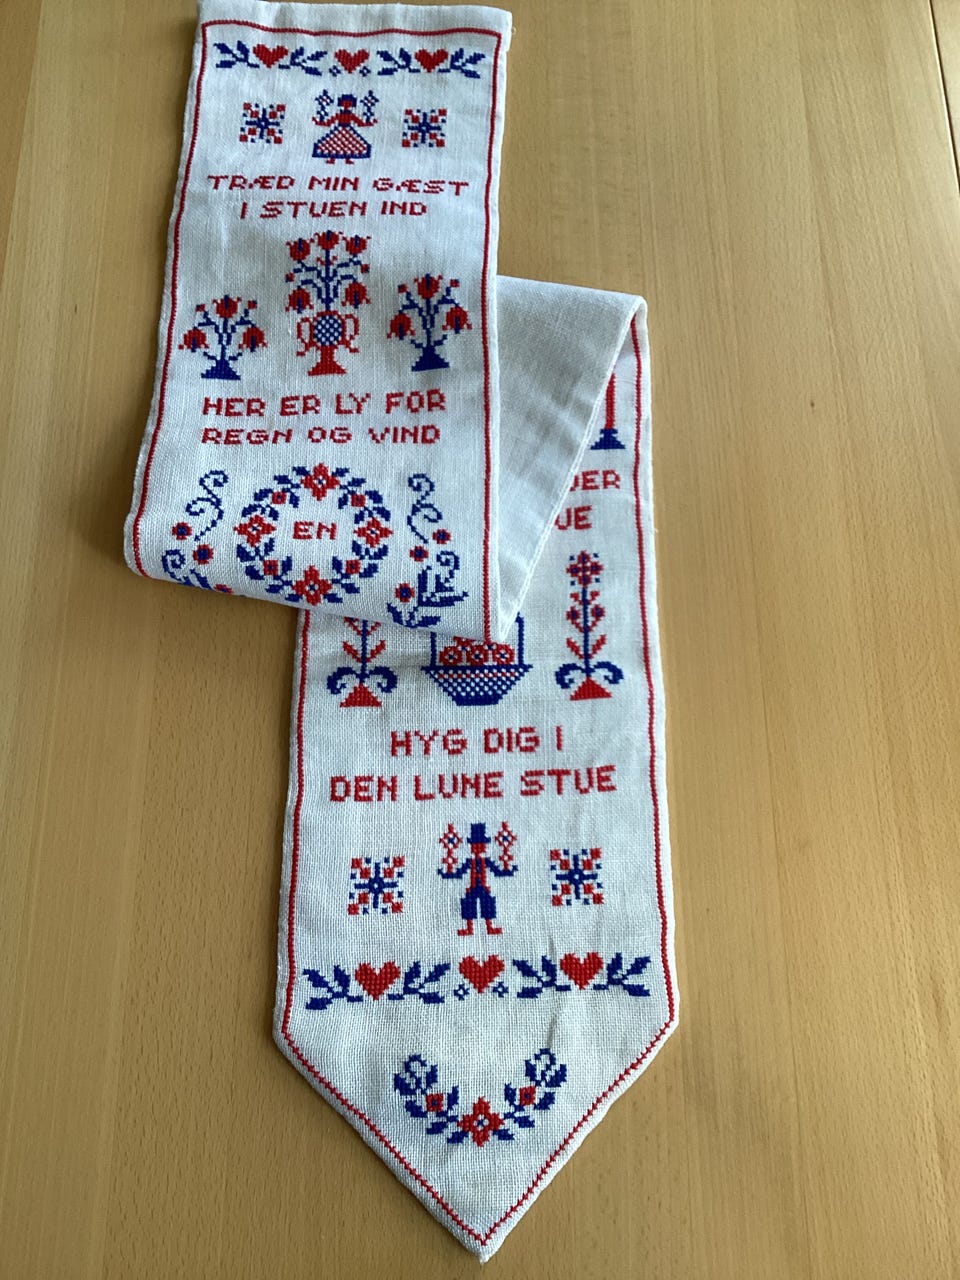 TRÆD MIN GÆST
I STUEN IND
HER ER LY FOR
REGN OG VIND
EN
HYG DIG I
DEN LUNE STUE